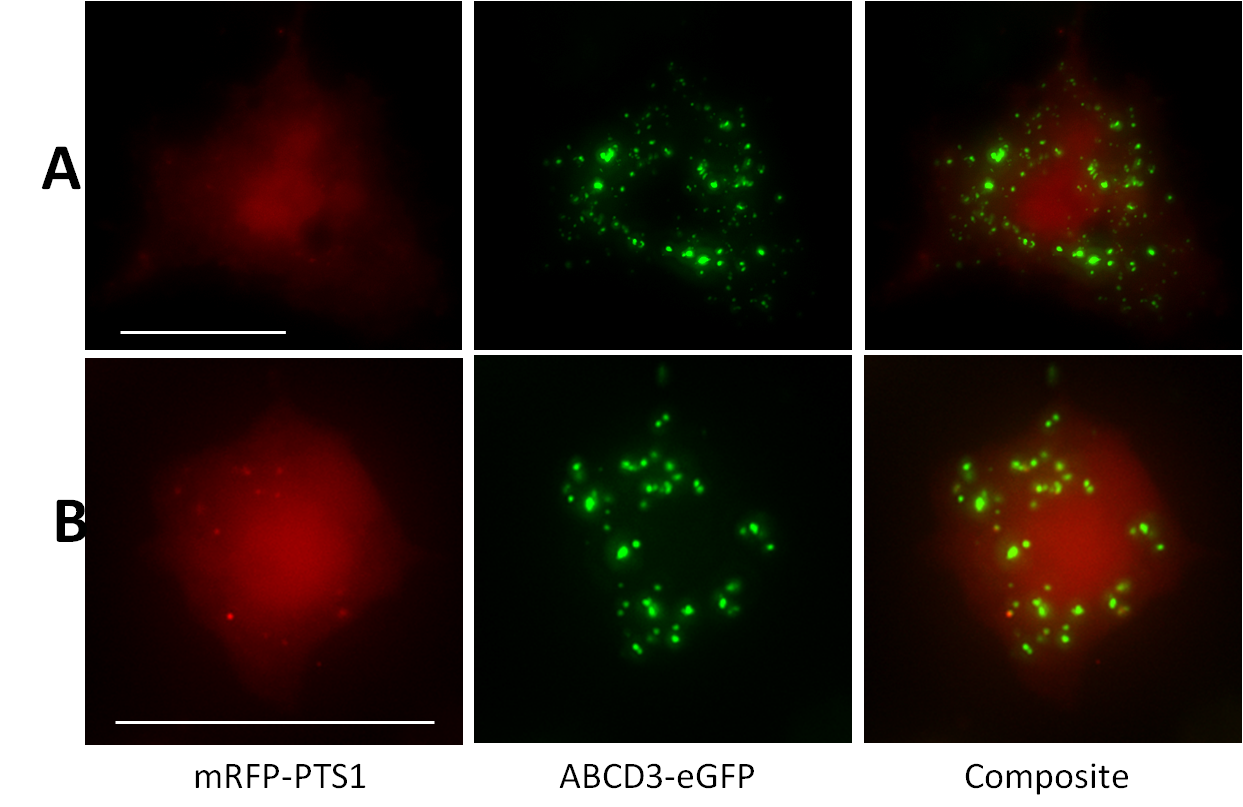 A
B
mRFP-PTS1
ABCD3-eGFP
Composite